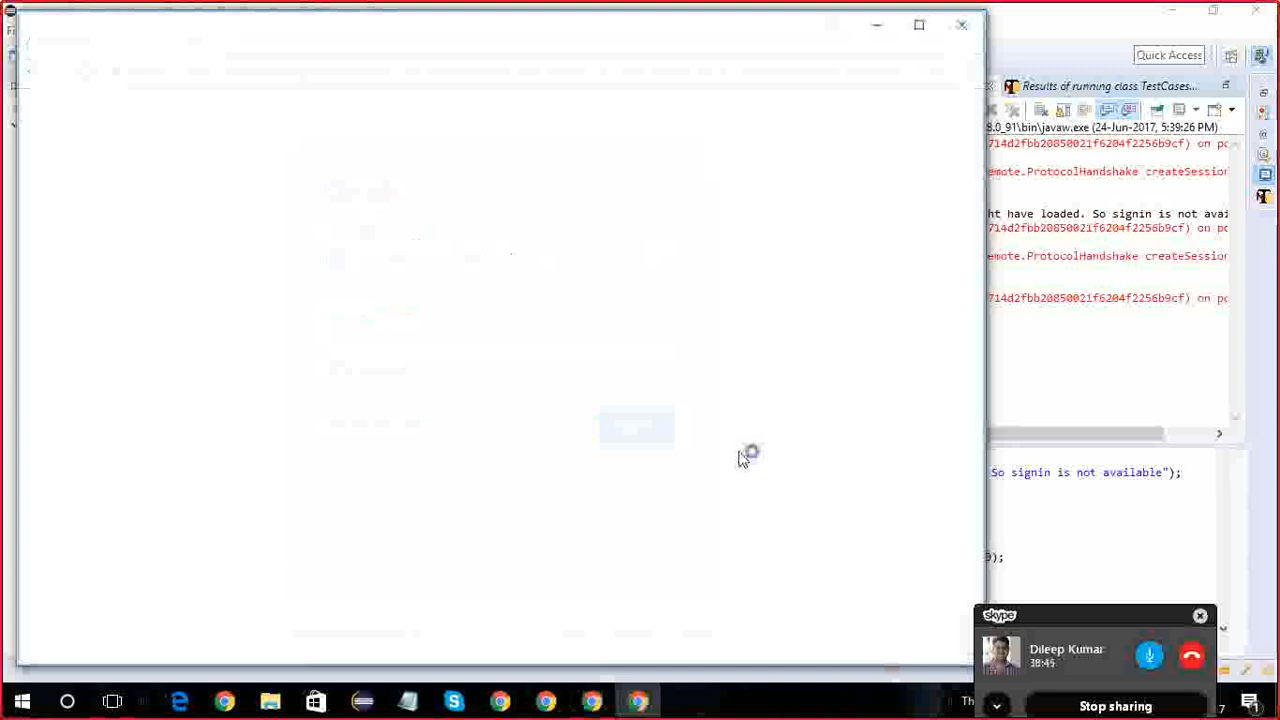 Quick Access
Results of running class TestCases...
8.0_91\bin\javaw.exe (24-Jun-2017, 5:39:26 PM)
714d2fbb20850021f6204f2256b9cf) on po
emote.ProtocolHandshake createSession
ht have loaded. So signin is not avai
714d2fbb20850021f6204f2256b9cf) on po
emote.ProtocolHandshake createSession
714d2fbb20850021f6204f2256b9cf) on po
So signin is not available");
);
skype
Dileep Kumar
38:45
Stop sharing
Th
7